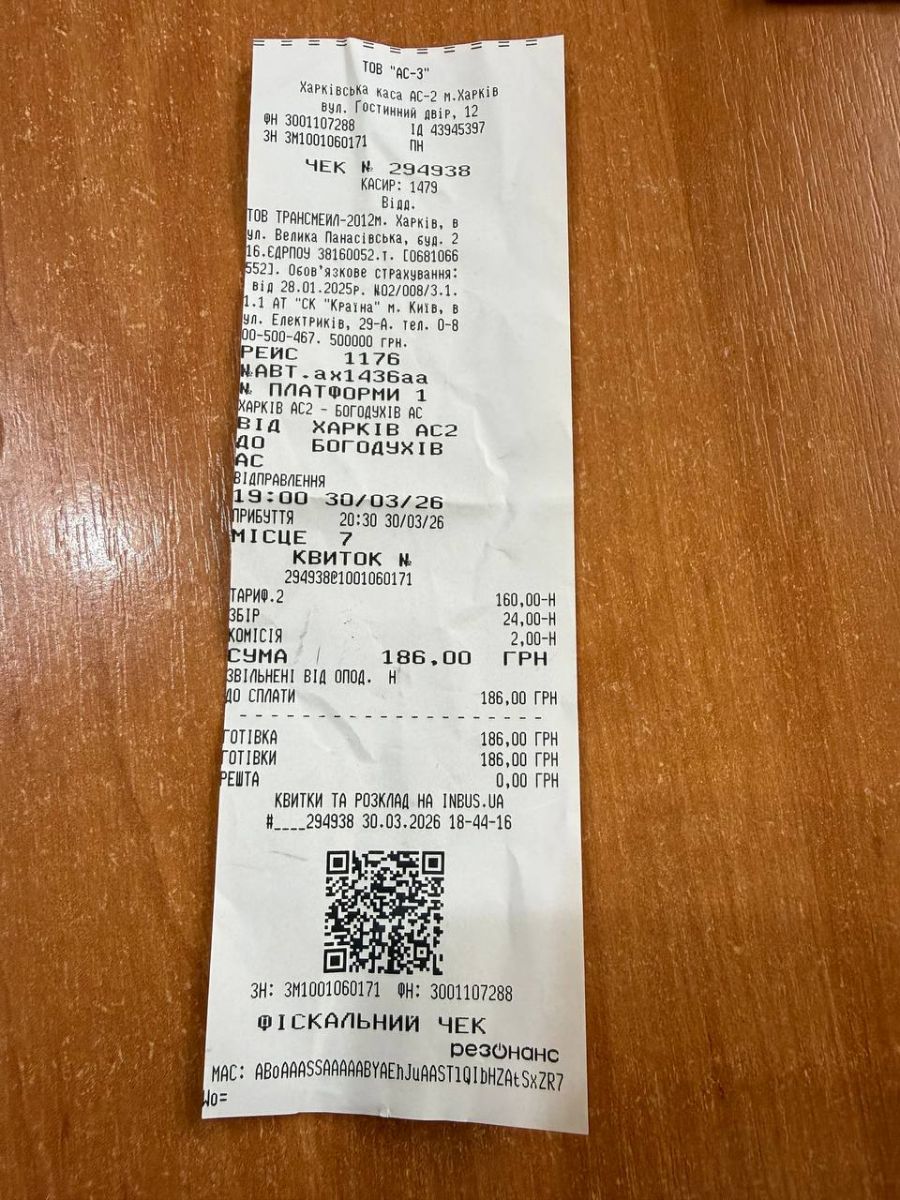 ТОВ "АС-3"
Харківська каса АС-2 м.Харків
вул. Гостинний двір, 12
ФН 3001107288 ІД 43945397
ЗН ЗМ1001060171 ПН
ЧЕК № 294938
КАСИР: 1479
Відд.
ТОВ ТРАНСМЕЙЛ-2012м. Харків, в
ул. Велика Панасівська, буд. 2
16.ЄДРПОУ 38160052.т. [0681066
552]. Обов'язкове страхування:
від 28.01.2025р. №02/008/3.1.
1.1 АТ "СК "Країна" м. Київ, в
ул. Електриків, 29-А. тел. 0-8
00-500-467. 500000 ГРН.
РЕЙС 1176
№АВТ.ах1436аа
№ ПЛАТФОРМИ 1
ХАРКІВ АС2 - БОГОДУХІВ АС
ВІД ХАРКІВ АС2
ДО БОГОДУХІВ
АС
ВІДПРАВЛЕННЯ
19:00 30/03/26
ПРИБУТТЯ 20:30 30/03/26
МІСЦЕ 7
КВИТОК №
294938@1001060171
ТАРИФ.2 160,00-Н
ЗБІР 24,00-Н
КОМІСІЯ 2,00-Н
СУМА 186,00 ГРН
ЗВІЛЬНЕНІ ВІД ОПОД. Н
ДО СПЛАТИ 186,00 ГРН
ГОТІВКА 186,00 ГРН
ГОТІВКИ 186,00 ГРН
РЕШТА 0,00 ГРН
КВИТКИ ТА РОЗКЛАД НА INBUS.UA
#____294938 30.03.2026 18-44-16
ЗН: ЗМ1001060171 ФН: 3001107288
ФІСКАЛЬНИЙ ЧЕК
резонанс
MAC: ABoAAASSAAAAABYAEhJuAAST1QIbHZAtSxZR7
Wo=